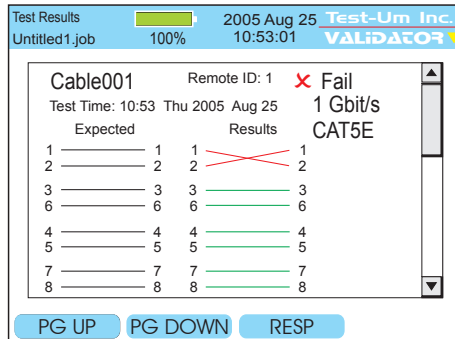 Test Results 2005 Aug 25 Test-Um Inc.
Untitled1.job 100% 10:53:01 VALiDATOR
Cable001 Remote ID: 1 ✗ Fail
Test Time: 10:53 Thu 2005 Aug 25 1 Gbit/s
Expected Results CAT5E
1 1 1 1
2 2 2 2
3 3 3 3
6 6 6 6
4 4 4 4
5 5 5 5
7 7 7 7
8 8 8 8
PG UP PG DOWN RESP